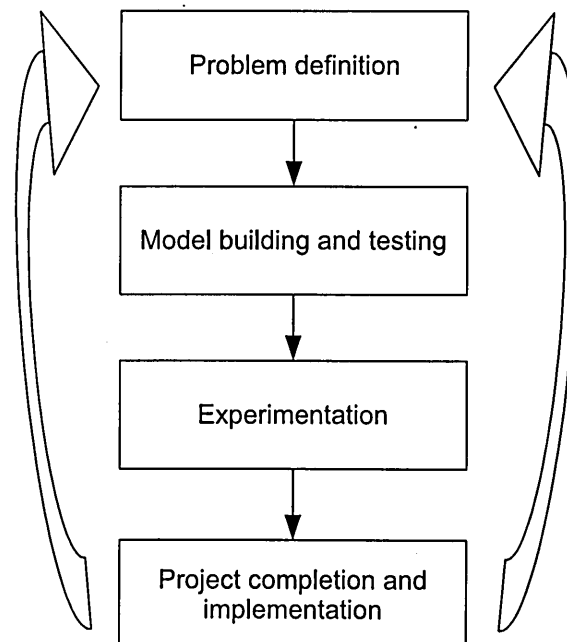 Problem definition
Model building and testing
Experimentation
Project completion and
implementation